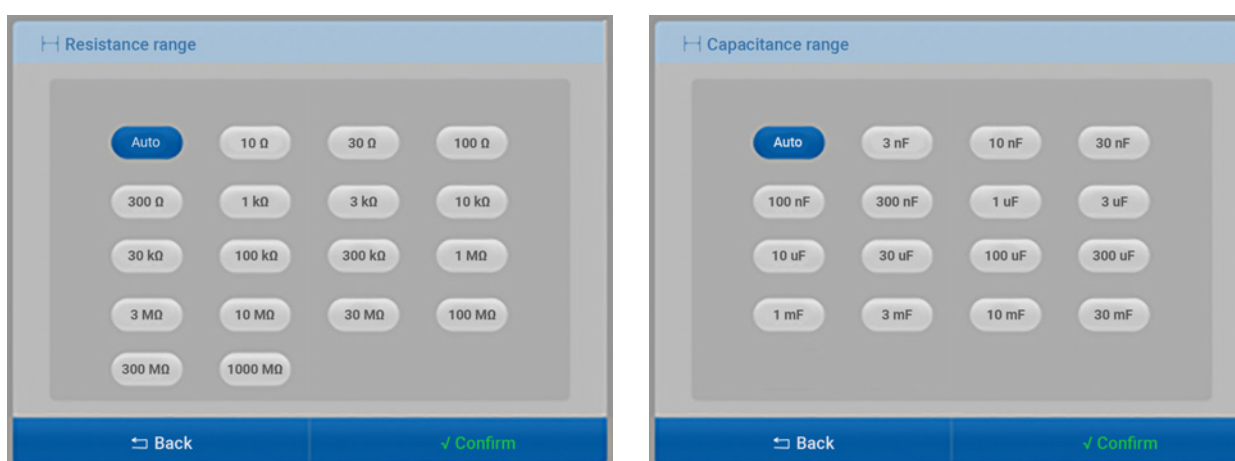 Resistance range
Auto 10 Ω 30 Ω 100 Ω
300 Ω 1 kΩ 3 kΩ 10 kΩ
30 kΩ 100 kΩ 300 kΩ 1 MΩ
3 MΩ 10 MΩ 30 MΩ 100 MΩ
300 MΩ 1000 MΩ
Back √ Confirm
Capacitance range
Auto 3 nF 10 nF 30 nF
100 nF 300 nF 1 uF 3 uF
10 uF 30 uF 100 uF 300 uF
1 mF 3 mF 10 mF 30 mF
Back √ Confirm